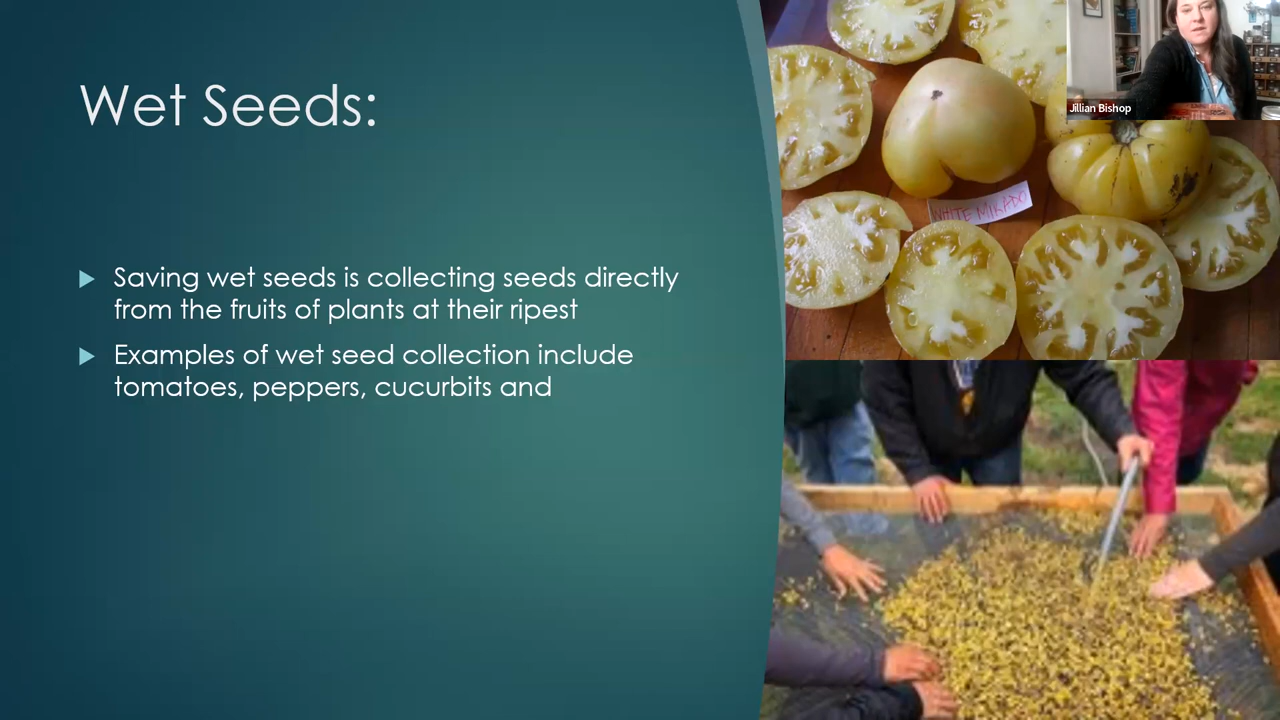 Wet Seeds:
Saving wet seeds is collecting seeds directly
from the fruits of plants at their ripest
Examples of wet seed collection include
tomatoes, peppers, cucurbits and
WHITE MIKADO
Jillian Bishop